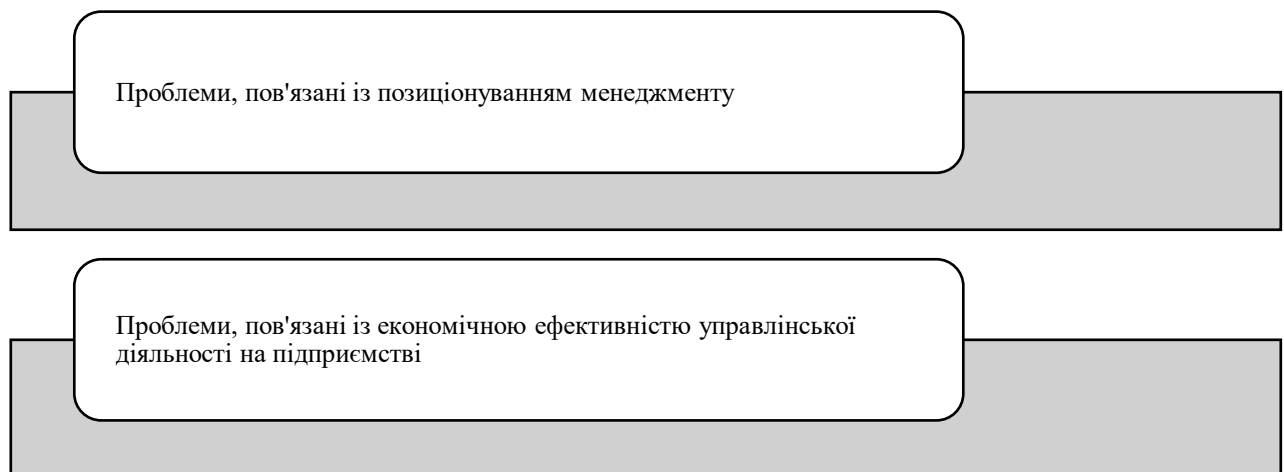 Проблеми, пов'язані із позиціонуванням менеджменту
Проблеми, пов'язані із економічною ефективністю управлінської
діяльності на підприємстві